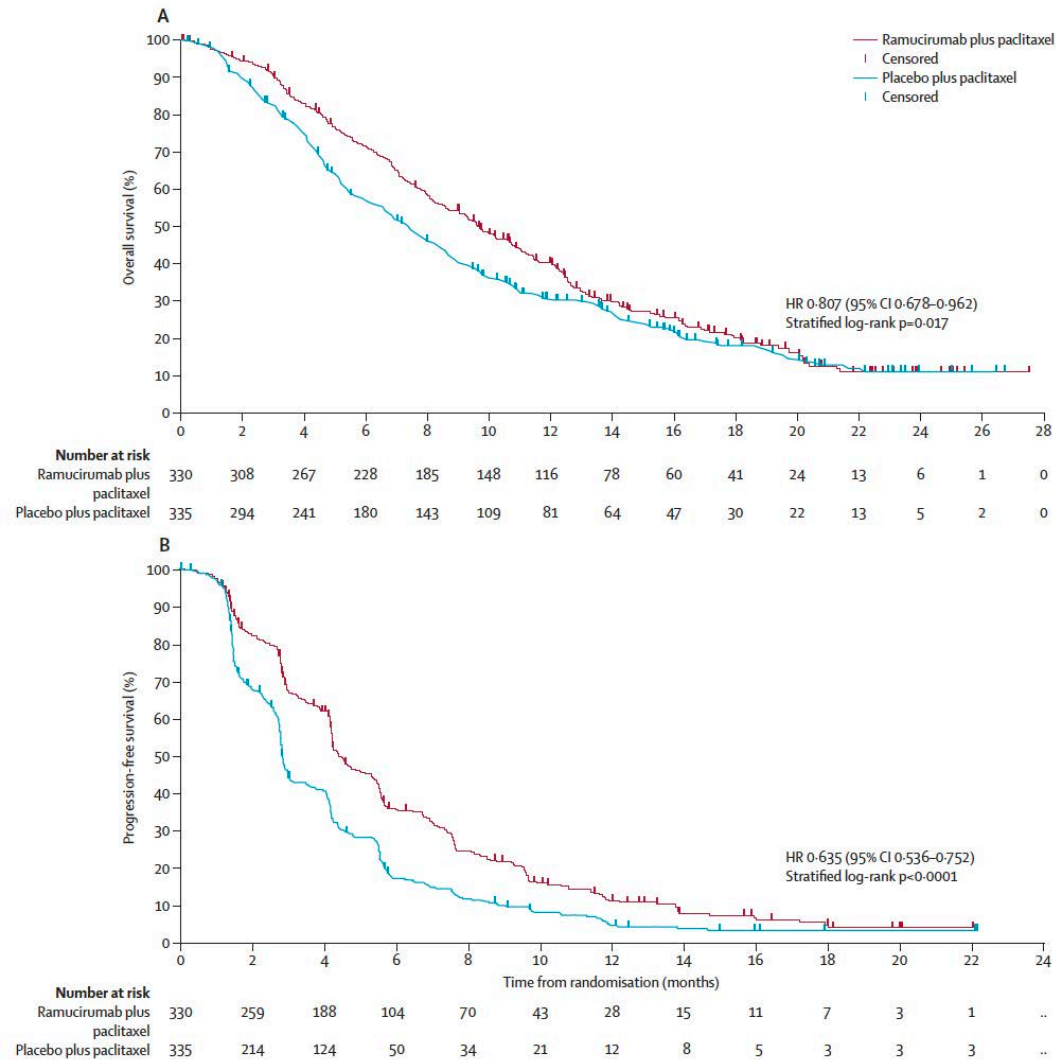 A
100
90
80
70
60
50
40
30
20
10
0
Overall survival (%)
Ramucirumab plus paclitaxel
Censored
Placebo plus paclitaxel
Censored
HR 0·807 (95% CI 0·678–0·962)
Stratified log-rank p=0·017
0 2 4 6 8 10 12 14 16 18 20 22 24 26 28
Number at risk
Ramucirumab plus 330 308 267 228 185 148 116 78 60 41 24 13 6 1 0
paclitaxel
Placebo plus paclitaxel 335 294 241 180 143 109 81 64 47 30 22 13 5 2 0
B
100
90
80
70
60
50
40
30
20
10
0
Progression-free survival (%)
HR 0·635 (95% CI 0·536–0·752)
Stratified log-rank p<0·0001
0 2 4 6 8 10 12 14 16 18 20 22 24
Time from randomisation (months)
Number at risk
Ramucirumab plus 330 259 188 104 70 43 28 15 11 7 3 1 ..
paclitaxel
Placebo plus paclitaxel 335 214 124 50 34 21 12 8 5 3 3 3 ..